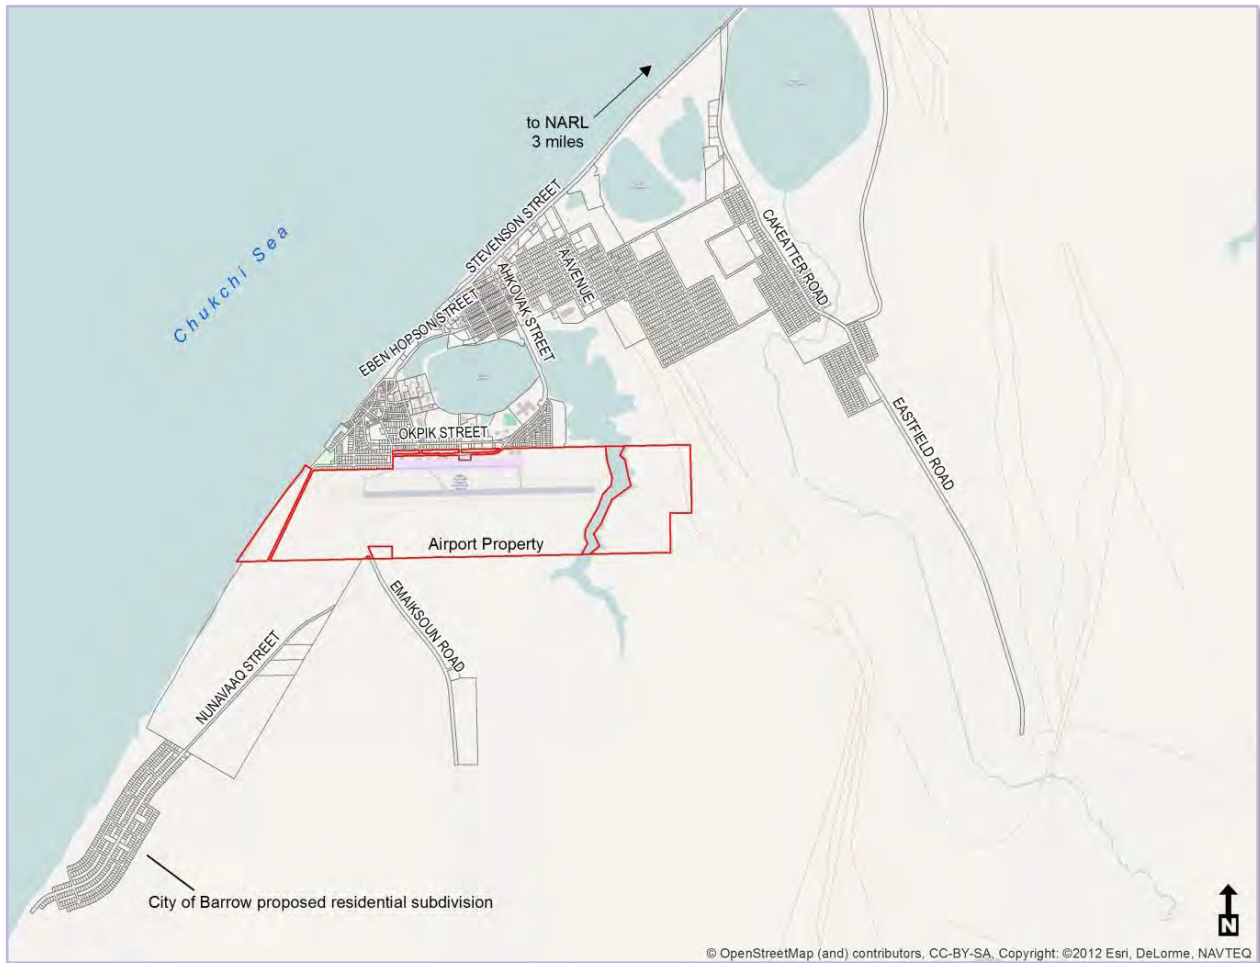 to NARL
3 miles
Chukchi Sea
STEVENSON STREET
EBEN HOPSON STREET
AHKOVAK STREET
A AVENUE
CAKEATTER ROAD
OKPIK STREET
EASTFIELD ROAD
Airport Property
EMAIKSOUN ROAD
NUNAVAAQ STREET
City of Barrow proposed residential subdivision
N
© OpenStreetMap (and) contributors, CC-BY-SA, Copyright: ©2012 Esri, DeLorme, NAVTEQ